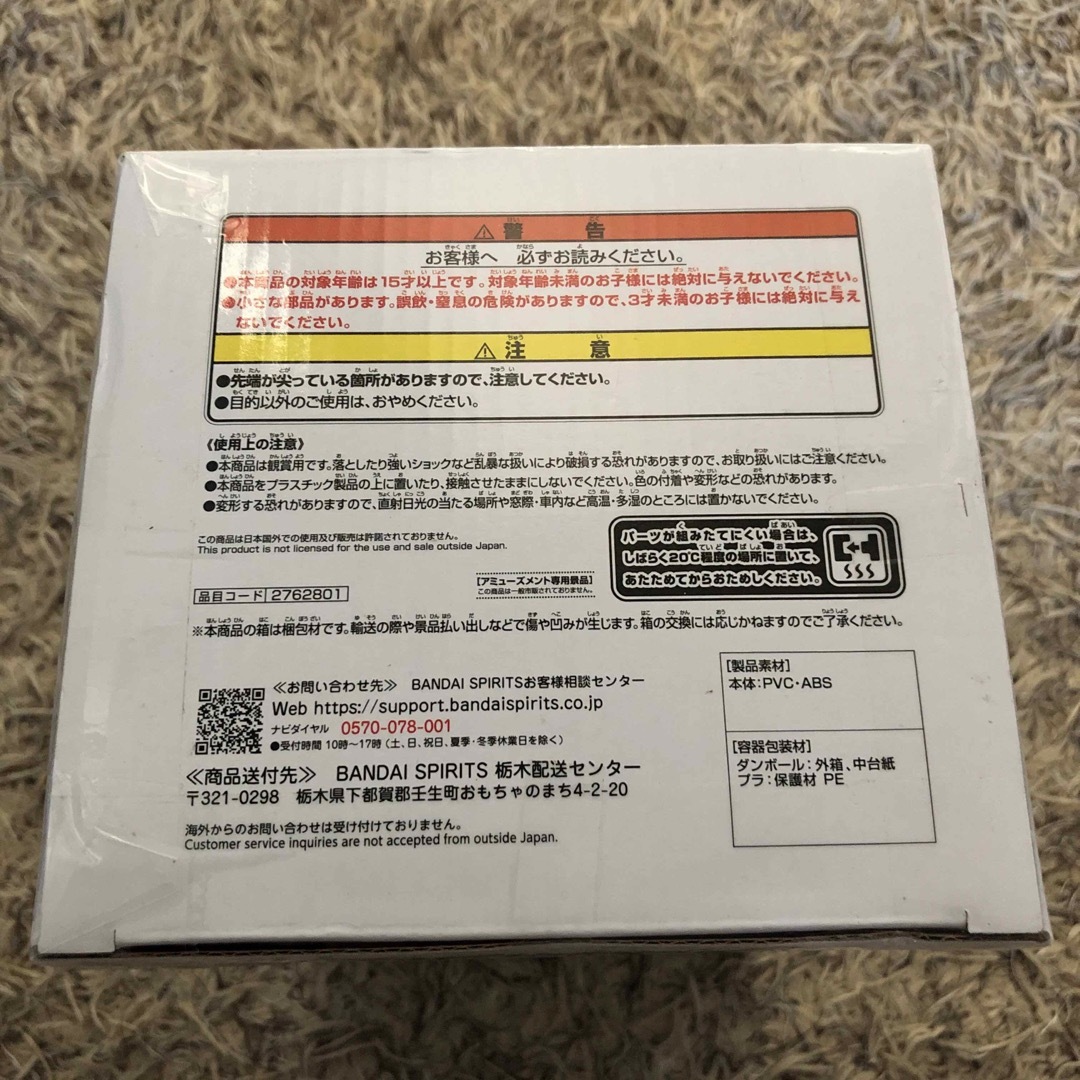 ⚠警告
お客様へ 必ずお読みください。
●本商品の対象年齢は15才以上です。対象年齢未満のお子様には絶対に与えないでください。
●小さな部品があります。誤飲・窒息の危険がありますので、3才未満のお子様には絶対に与え
ないでください。
⚠注意
●先端が尖っている箇所がありますので、注意してください。
●目的以外のご使用は、おやめください。
《使用上の注意》
●本商品は観賞用です。落としたり強いショックなど乱暴な扱いにより破損する恐れがありますので、お取り扱いにはご注意ください。
●本商品をプラスチック製品の上に置いたり、接触させたままにしないでください。色の付着や変形などの恐れがあります。
●変形する恐れがありますので、直射日光の当たる場所や窓際・車内など高温・多湿のところには置かないでください。
この商品は日本国外での使用及び販売は許諾されておりません。
This product is not licensed for the use and sale outside Japan.
パーツが組みたてにくい場合は、
しばらく20℃程度の場所に置いて、
あたためてからおためしください。
品目コード 2762801
[アミューズメント専用景品]
この商品は一般市販されておりません。
※本商品の箱は梱包材です。輸送の際や景品払い出しなどで傷や凹みが生じます。箱の交換には応じかねますのでご了承ください。
≪お問い合わせ先≫ BANDAI SPIRITSお客様相談センター
Web https://support.bandaispirits.co.jp
ナビダイヤル 0570-078-001
●受付時間 10時～17時(土、日、祝日、夏季・冬季休業日を除く)
≪商品送付先≫ BANDAI SPIRITS 栃木配送センター
〒321-0298 栃木県下都賀郡壬生町おもちゃのまち4-2-20
海外からのお問い合わせは受け付けておりません。
Customer service inquiries are not accepted from outside Japan.
[製品素材]
本体:PVC・ABS
[容器包装材]
ダンボール:外箱、中台紙
プラ:保護材 PE